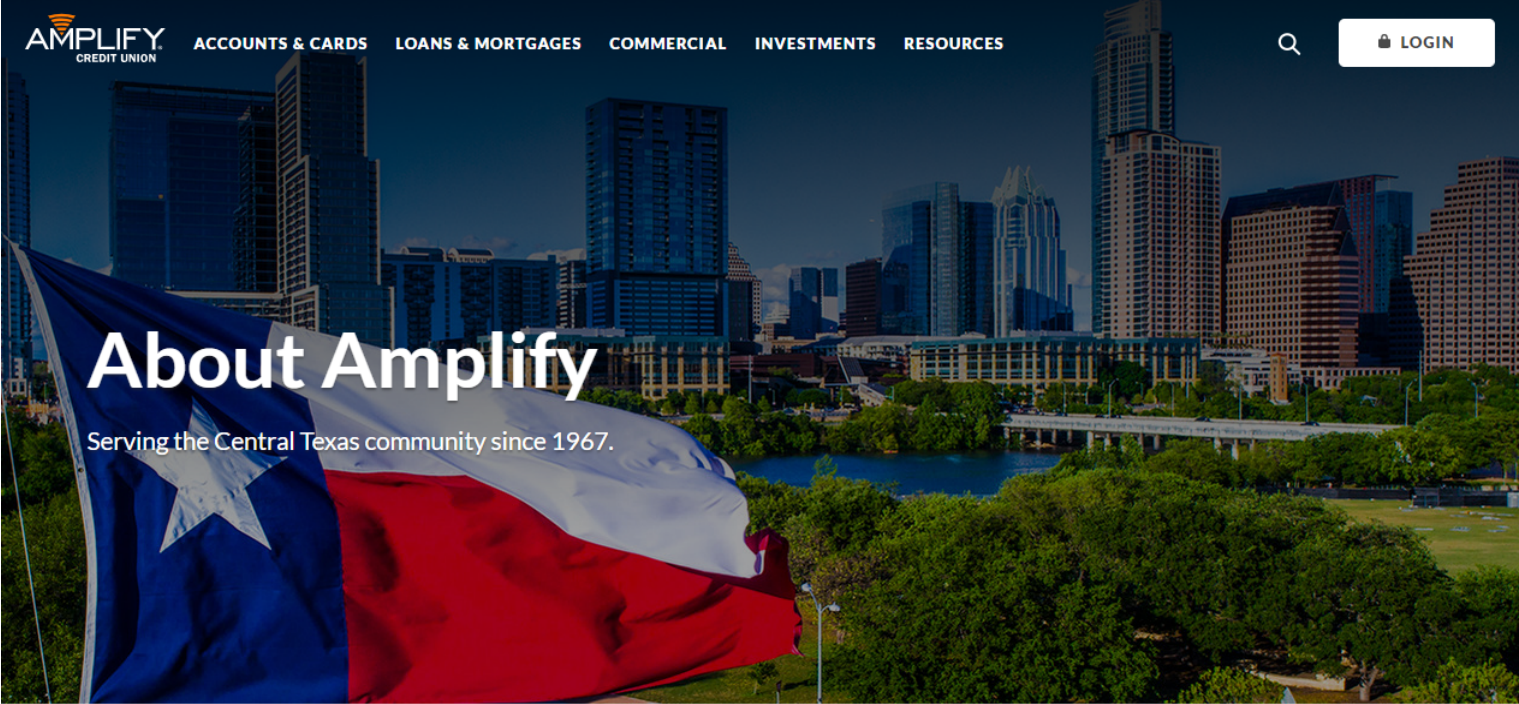 AMPLIFY
CREDIT UNION
ACCOUNTS & CARDS
LOANS & MORTGAGES
COMMERCIAL
INVESTMENTS
RESOURCES
LOGIN
About Amplify
Serving the Central Texas community since 1967.